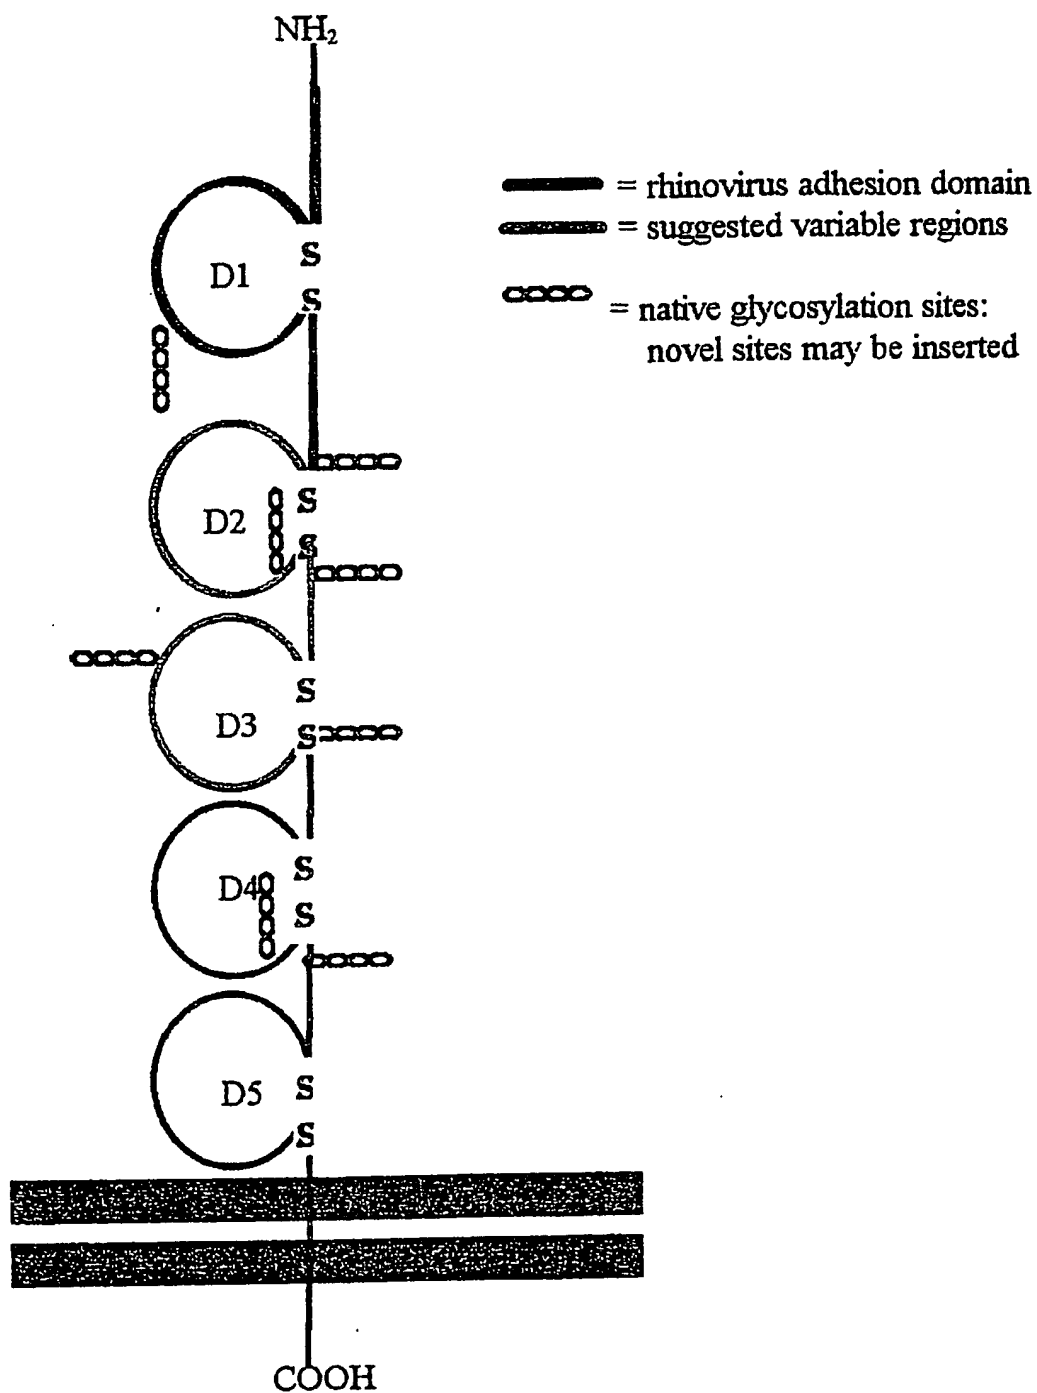 NH₂
= rhinovirus adhesion domain
= suggested variable regions
= native glycosylation sites:
novel sites may be inserted
S
D1
S
S
D2
S
S
D3
S
S
D4
S
S
D5
S
COOH